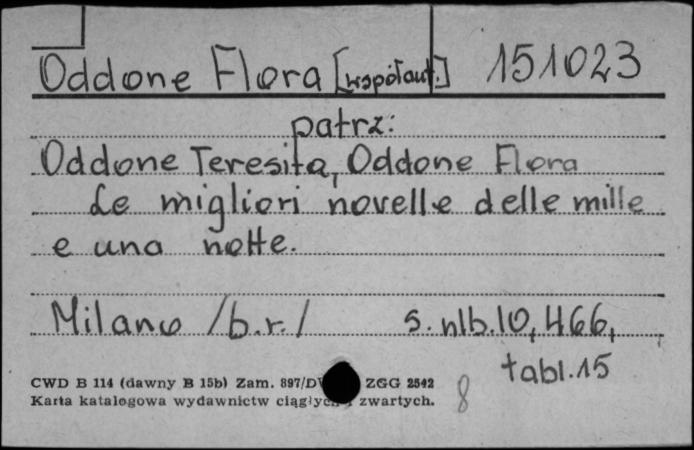 Oddone Flora [współaut.] 151023
patrz:
Oddone Teresita, Oddone Flora
Le migliori novelle delle mille
e una notte.
Milano /b.r./ s. nlb.10, 466,
tabl.15
CWD B 114 (dawny B 15b) Zam. 897/D ZGG 2542
Karta katalogowa wydawnictw ciągłych i zwartych.
8